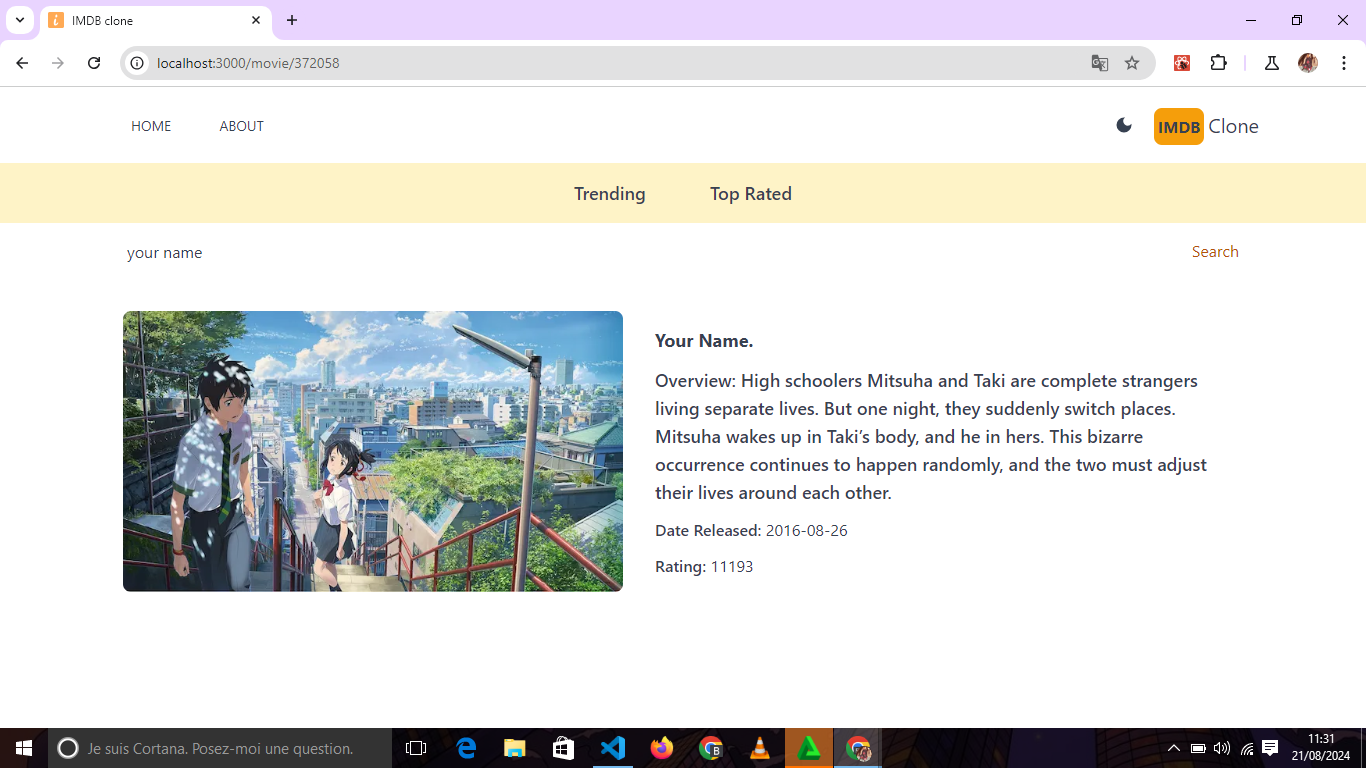 IMDB clone
localhost:3000/movie/372058
HOME ABOUT IMDB Clone
Trending Top Rated
your name Search
Your Name.
Overview: High schoolers Mitsuha and Taki are complete strangers
living separate lives. But one night, they suddenly switch places.
Mitsuha wakes up in Taki’s body, and he in hers. This bizarre
occurrence continues to happen randomly, and the two must adjust
their lives around each other.
Date Released: 2016-08-26
Rating: 11193
Je suis Cortana. Posez-moi une question.
11:31
21/08/2024